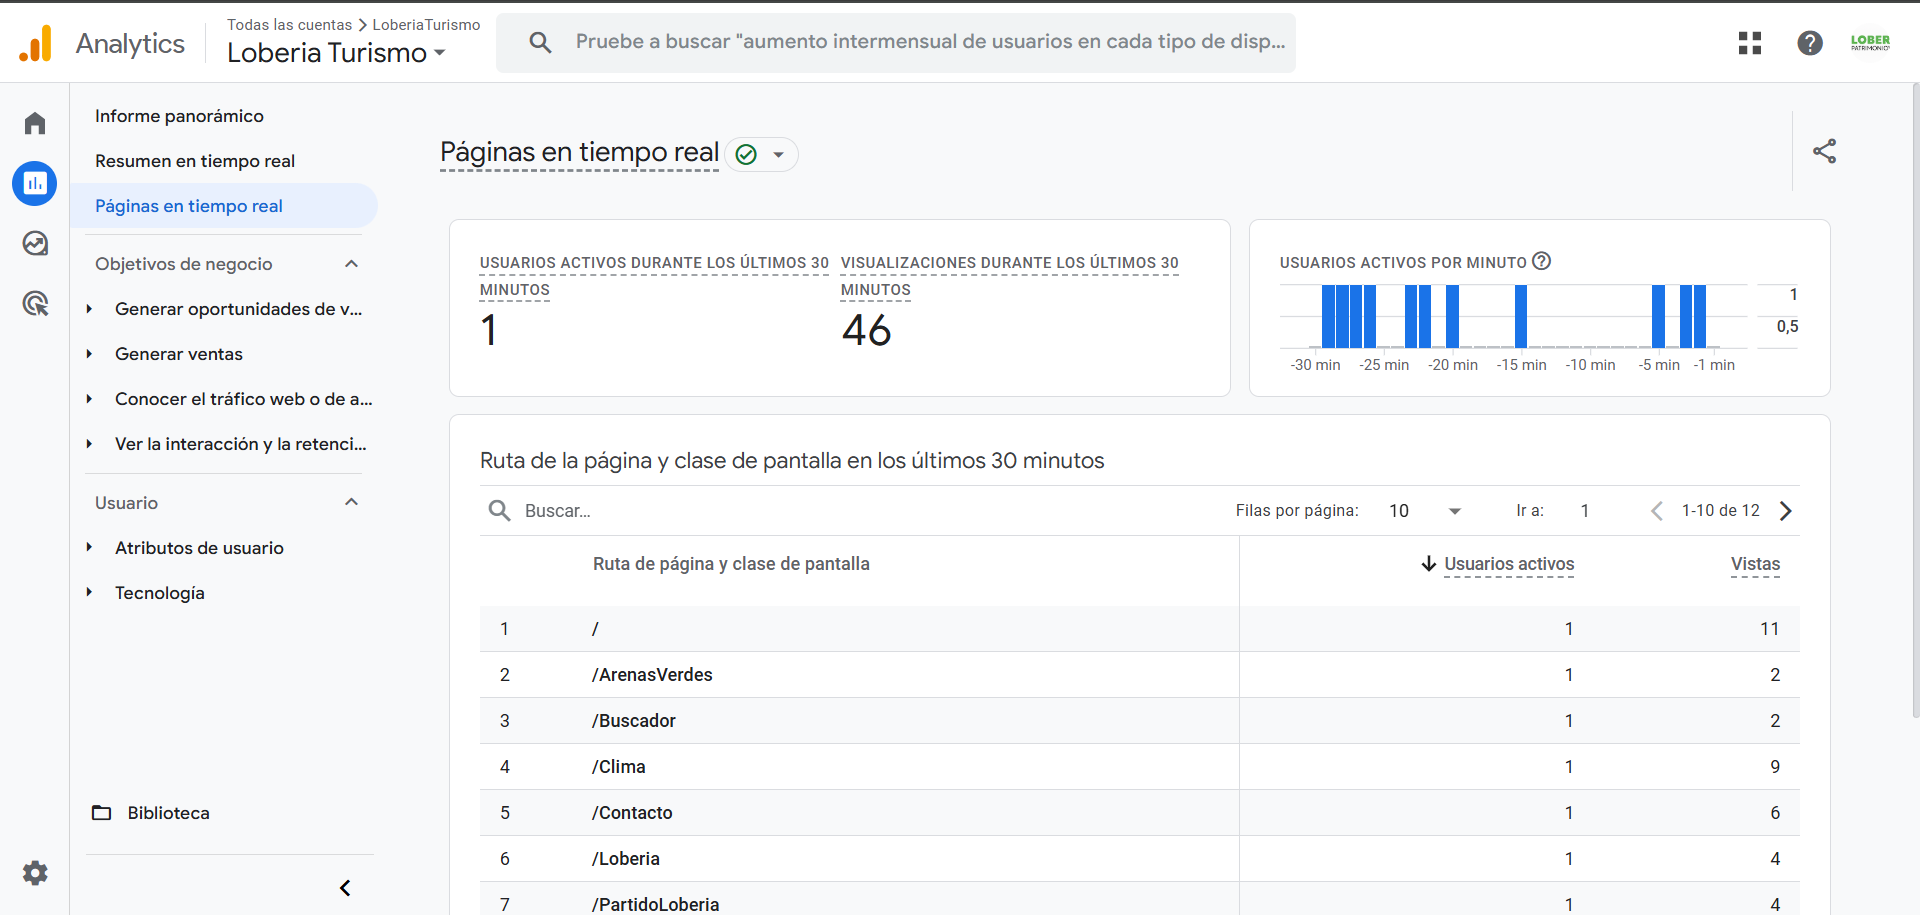 Analytics
Todas las cuentas > LoberiaTurismo
Loberia Turismo
Pruebe a buscar "aumento intermensual de usuarios en cada tipo de disp...
LOBER
PATRIMONIO
Informe panorámico
Resumen en tiempo real
Páginas en tiempo real
Objetivos de negocio
Generar oportunidades de v...
Generar ventas
Conocer el tráfico web o de a...
Ver la interacción y la retenci...
Usuario
Atributos de usuario
Tecnología
Biblioteca
Páginas en tiempo real
USUARIOS ACTIVOS DURANTE LOS ÚLTIMOS 30
MINUTOS
1
VISUALIZACIONES DURANTE LOS ÚLTIMOS 30
MINUTOS
46
USUARIOS ACTIVOS POR MINUTO
1
0,5
-30 min -25 min -20 min -15 min -10 min -5 min -1 min
Ruta de la página y clase de pantalla en los últimos 30 minutos
Buscar...
Filas por página: 10 Ir a: 1 1-10 de 12
Ruta de página y clase de pantalla Usuarios activos Vistas
1 / 1 11
2 /ArenasVerdes 1 2
3 /Buscador 1 2
4 /Clima 1 9
5 /Contacto 1 6
6 /Loberia 1 4
7 /PartidoLoberia 1 4